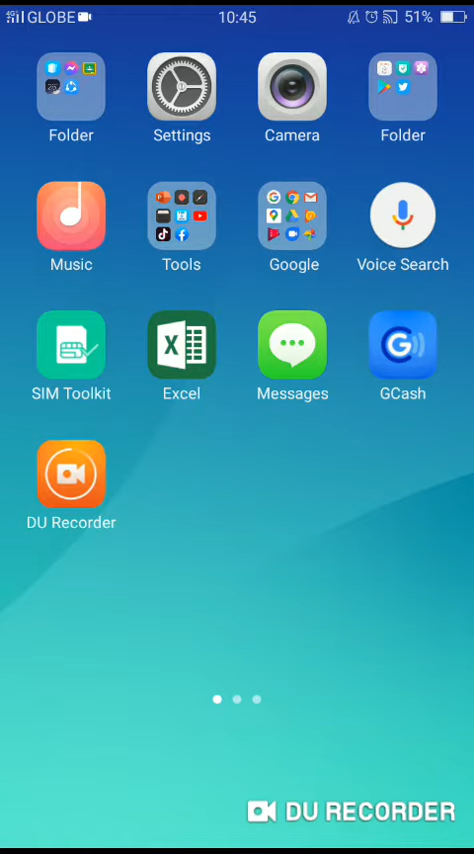 4G GLOBE 10:45 51%
Folder Settings Camera Folder
Music Tools Google Voice Search
SIM Toolkit Excel Messages GCash
DU Recorder
DU RECORDER